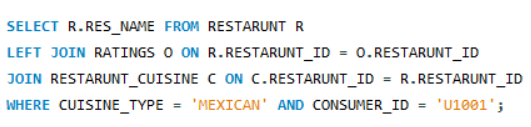 SELECT R.RES_NAME FROM RESTARUNT R
LEFT JOIN RATINGS O ON R.RESTARUNT_ID = O.RESTARUNT_ID
JOIN RESTARUNT_CUISINE C ON C.RESTARUNT_ID = R.RESTARUNT_ID
WHERE CUISINE_TYPE = 'MEXICAN' AND CONSUMER_ID = 'U1001';